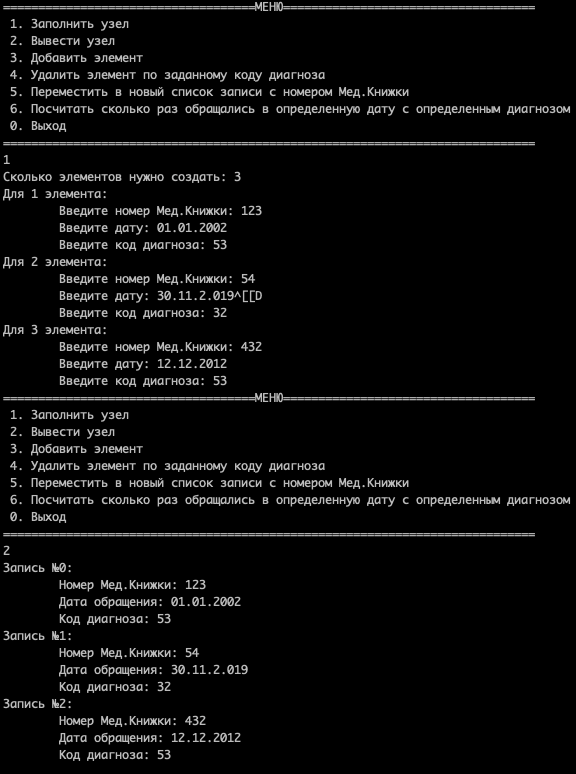 ====================================МЕНЮ====================================
1. Заполнить узел
2. Вывести узел
3. Добавить элемент
4. Удалить элемент по заданному коду диагноза
5. Переместить в новый список записи с номером Мед.Книжки
6. Посчитать сколько раз обращались в определенную дату с определенным диагнозом
0. Выход
============================================================================
1
Сколько элементов нужно создать: 3
Для 1 элемента:
Введите номер Мед.Книжки: 123
Введите дату: 01.01.2002
Введите код диагноза: 53
Для 2 элемента:
Введите номер Мед.Книжки: 54
Введите дату: 30.11.2.019^[[D
Введите код диагноза: 32
Для 3 элемента:
Введите номер Мед.Книжки: 432
Введите дату: 12.12.2012
Введите код диагноза: 53
====================================МЕНЮ====================================
1. Заполнить узел
2. Вывести узел
3. Добавить элемент
4. Удалить элемент по заданному коду диагноза
5. Переместить в новый список записи с номером Мед.Книжки
6. Посчитать сколько раз обращались в определенную дату с определенным диагнозом
0. Выход
============================================================================
2
Запись №0:
Номер Мед.Книжки: 123
Дата обращения: 01.01.2002
Код диагноза: 53
Запись №1:
Номер Мед.Книжки: 54
Дата обращения: 30.11.2.019
Код диагноза: 32
Запись №2:
Номер Мед.Книжки: 432
Дата обращения: 12.12.2012
Код диагноза: 53